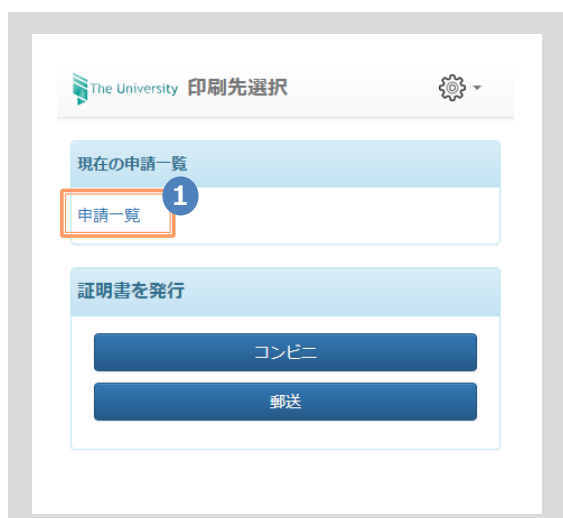 The University 印刷先選択
現在の申請一覧
1
申請一覧
証明書を発行
コンビニ
郵送